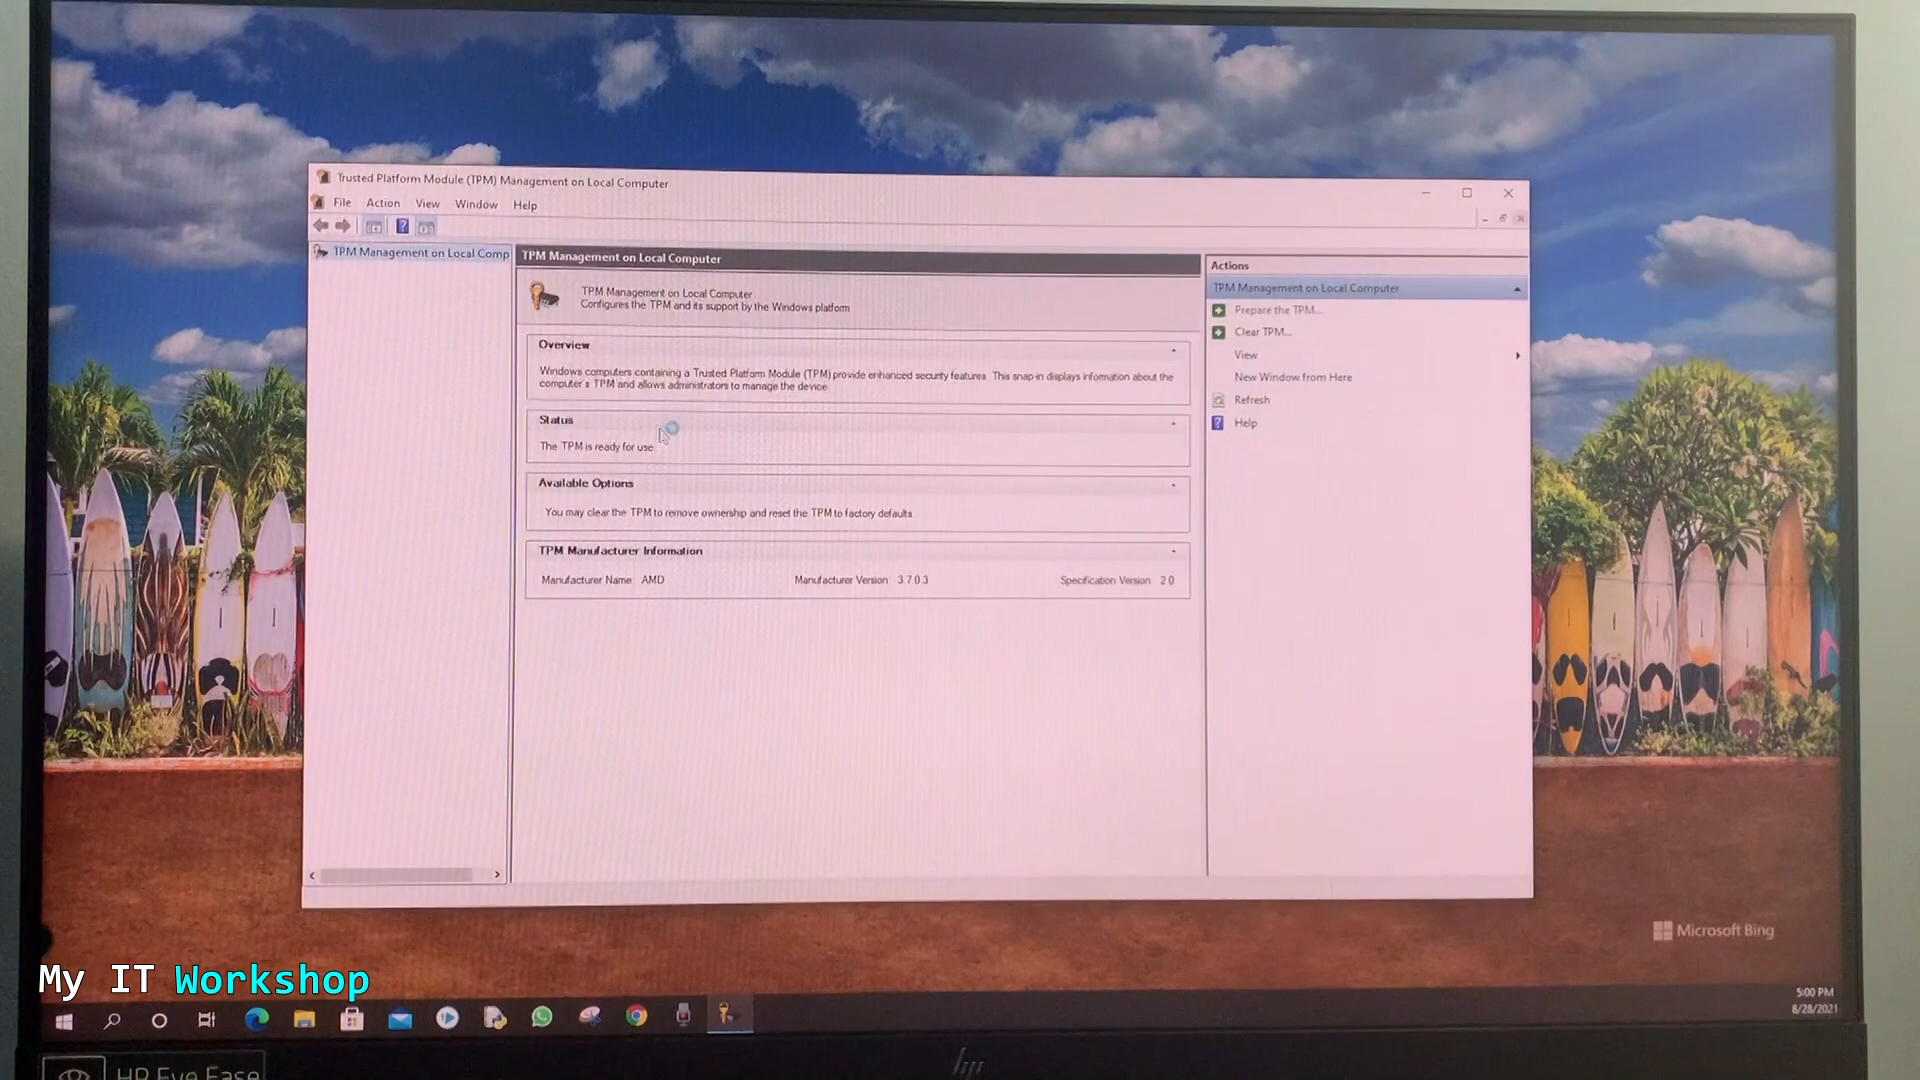 Trusted Platform Module (TPM) Management on Local Computer
File Action View Window Help
TPM Management on Local Comp
TPM Management on Local Computer
TPM Management on Local Computer
Configures the TPM and its support by the Windows platform
Overview
Windows computers containing a Trusted Platform Module (TPM) provide enhanced security features. This snap-in displays information about the
computer's TPM and allows administrators to manage the device
Status
The TPM is ready for use
Available Options
You may clear the TPM to remove ownership and reset the TPM to factory defaults
TPM Manufacturer Information
Manufacturer Name AMD Manufacturer Version 3.7.0.3 Specification Version 2.0
Actions
TPM Management on Local Computer
Prepare the TPM...
Clear TPM...
View
New Window from Here
Refresh
Help
Microsoft Bing
My IT Workshop
5:00 PM
8/28/2021
hp
HP Eye Ease